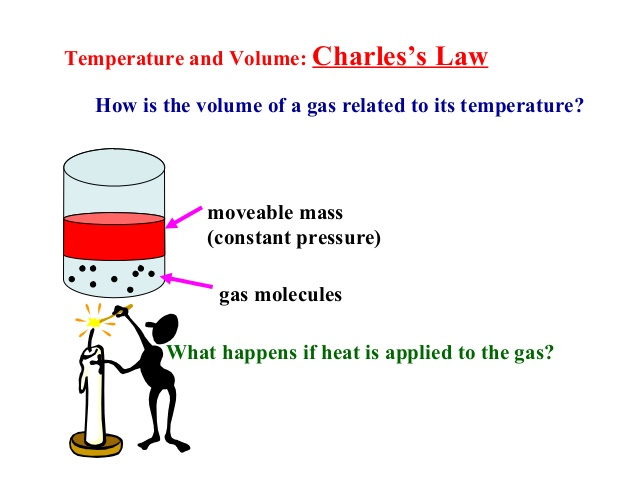 Temperature and Volume: Charles’s Law
How is the volume of a gas related to its temperature?
moveable mass
(constant pressure)
gas molecules
What happens if heat is applied to the gas?